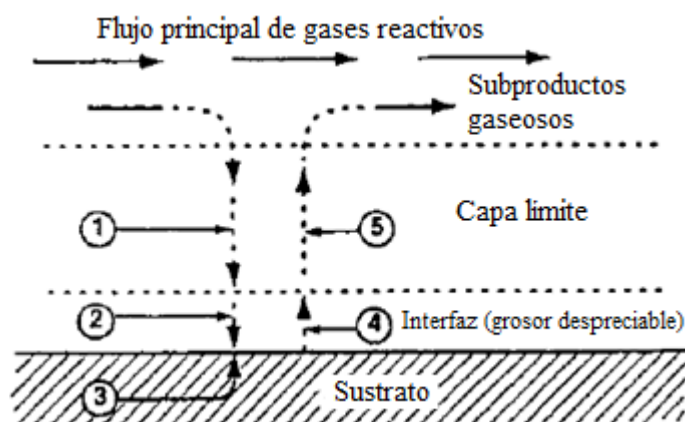 Flujo principal de gases reactivos
Subproductos
gaseosos
1
5
Capa limite
2
4
Interfaz (grosor despreciable)
3
Sustrato